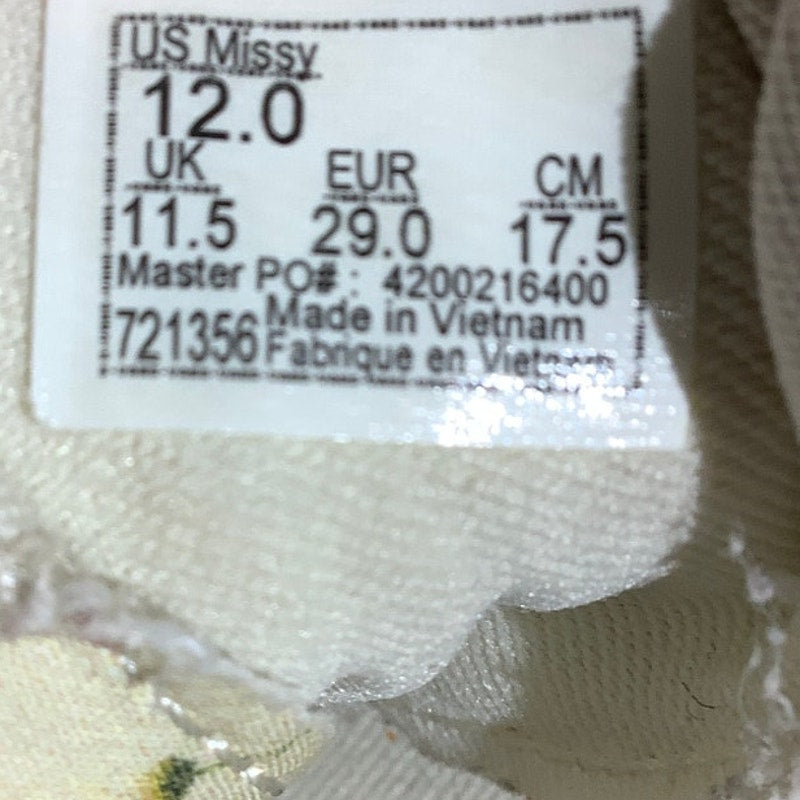 US Missy
12.0
UK EUR CM
11.5 29.0 17.5
Master PO# : 4200216400
721356 Made in Vietnam
Fabrique en Vietnam